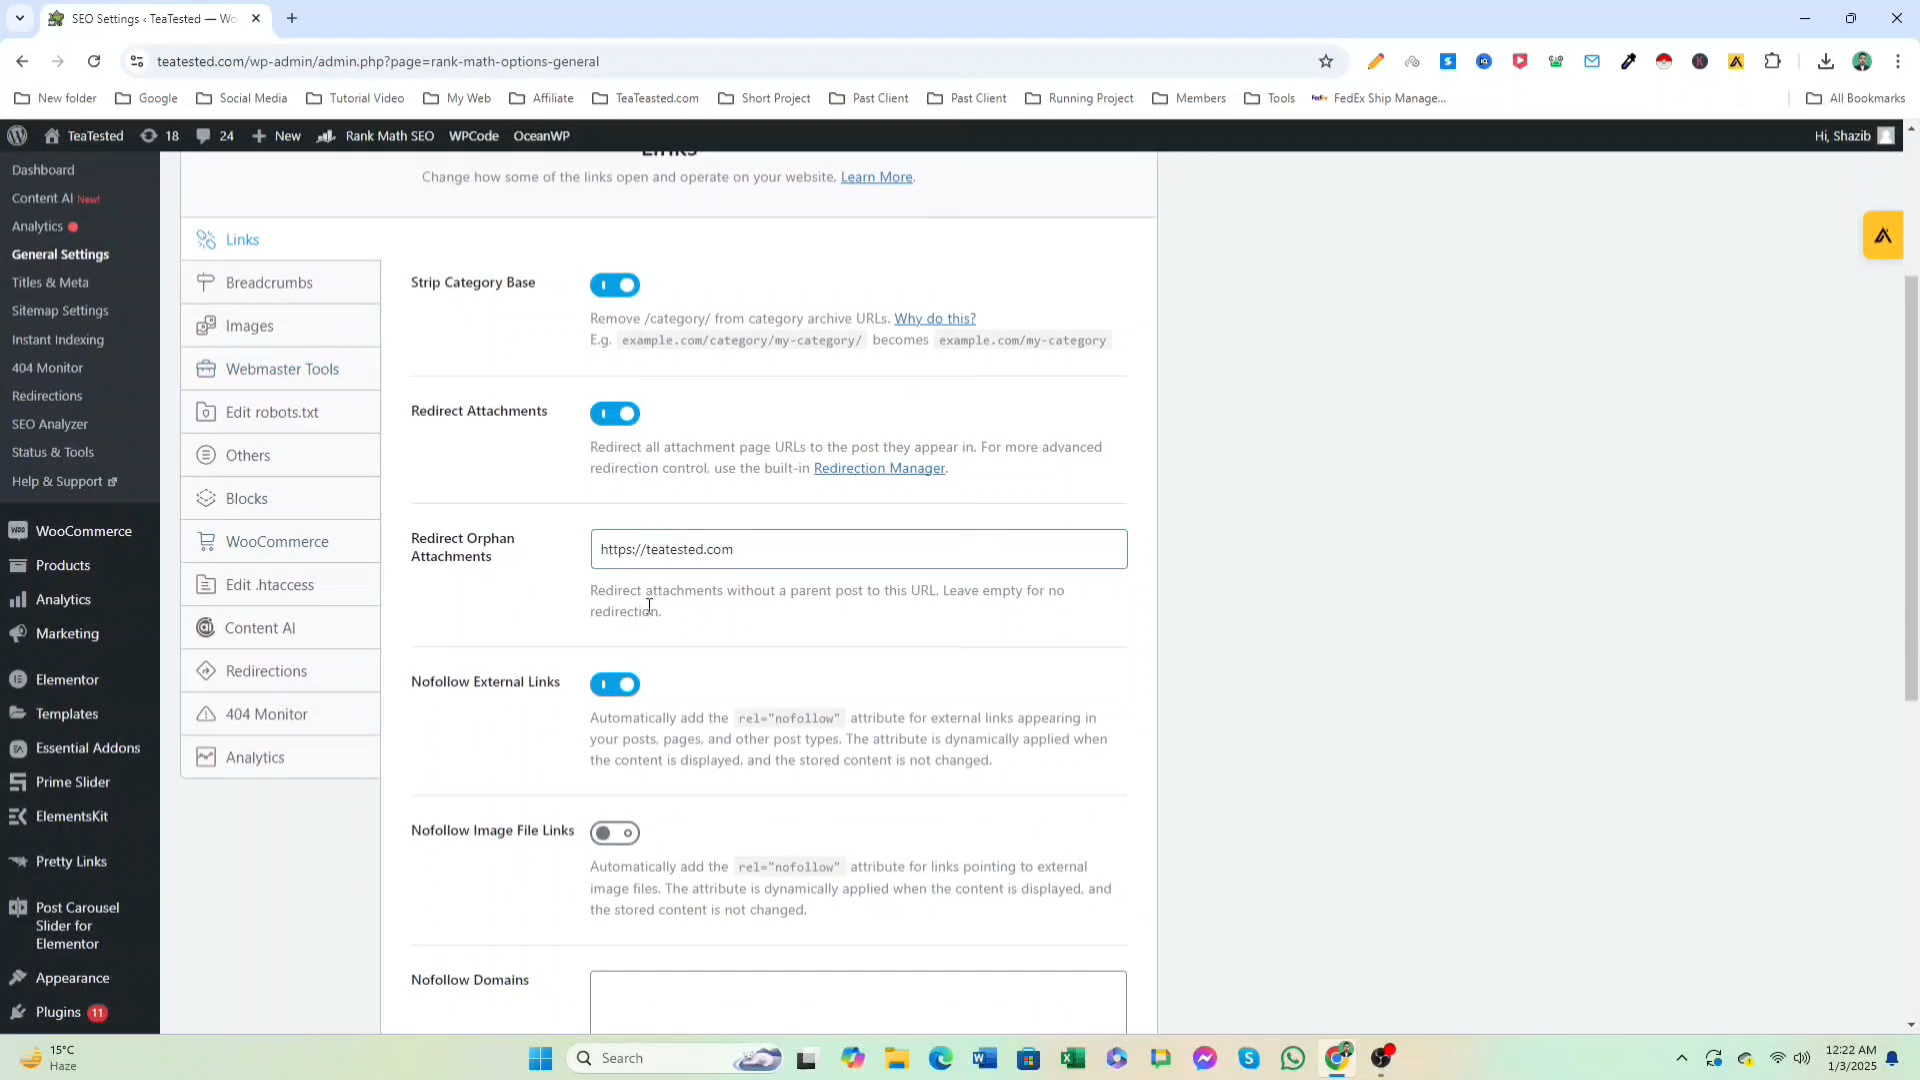 SEO Settings ‹ TeaTested — Wo
teatested.com/wp-admin/admin.php?page=rank-math-options-general
New folder
Google
Social Media
Tutorial Video
My Web
Affiliate
TeaTeasted.com
Short Project
Past Client
Past Client
Running Project
Members
Tools
FedEx Ship Manage...
All Bookmarks
TeaTested
18
24
New
Rank Math SEO
WPCode
OceanWP
Hi, Shazib
Dashboard
Content AI New!
Analytics
General Settings
Titles & Meta
Sitemap Settings
Instant Indexing
404 Monitor
Redirections
SEO Analyzer
Status & Tools
Help & Support
WooCommerce
Products
Analytics
Marketing
Elementor
Templates
Essential Addons
Prime Slider
ElementsKit
Pretty Links
Post Carousel
Slider for
Elementor
Appearance
Plugins 11
Links
Change how some of the links open and operate on your website. Learn More.
Links
Breadcrumbs
Images
Webmaster Tools
Edit robots.txt
Others
Blocks
WooCommerce
Edit .htaccess
Content AI
Redirections
404 Monitor
Analytics
Strip Category Base
Remove /category/ from category archive URLs. Why do this?
E.g. example.com/category/my-category/ becomes example.com/my-category
Redirect Attachments
Redirect all attachment page URLs to the post they appear in. For more advanced
redirection control, use the built-in Redirection Manager.
Redirect Orphan
Attachments
https://teatested.com
Redirect attachments without a parent post to this URL. Leave empty for no
redirection.
Nofollow External Links
Automatically add the rel="nofollow" attribute for external links appearing in
your posts, pages, and other post types. The attribute is dynamically applied when
the content is displayed, and the stored content is not changed.
Nofollow Image File Links
Automatically add the rel="nofollow" attribute for links pointing to external
image files. The attribute is dynamically applied when the content is displayed, and
the stored content is not changed.
Nofollow Domains
15°C
Haze
Search
12:22 AM
1/3/2025